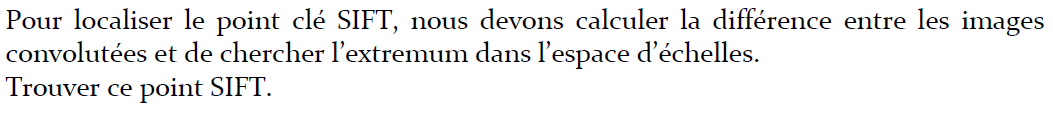 Pour localiser le point clé SIFT, nous devons calculer la différence entre les images
convolutées et de chercher l’extremum dans l’espace d’échelles.
Trouver ce point SIFT.